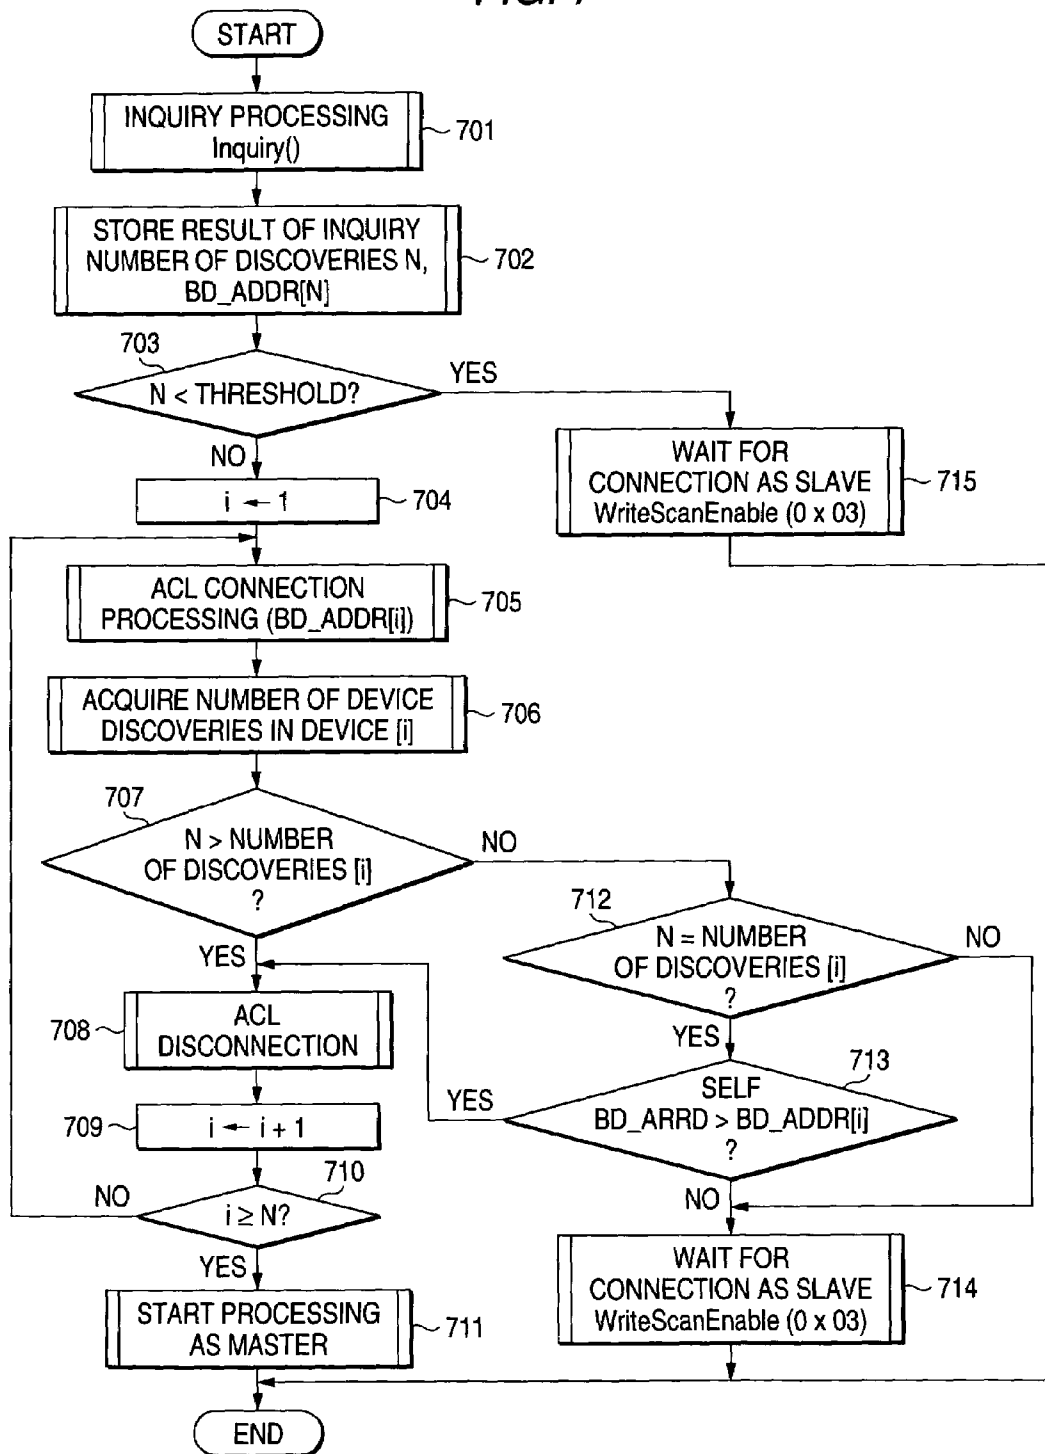 START
INQUIRY PROCESSING
Inquiry()
701
STORE RESULT OF INQUIRY
NUMBER OF DISCOVERIES N,
BD_ADDR[N]
702
703
N < THRESHOLD?
YES
NO
WAIT FOR
CONNECTION AS SLAVE
WriteScanEnable (0 x 03)
715
i ← 1
704
ACL CONNECTION
PROCESSING (BD_ADDR[i])
705
ACQUIRE NUMBER OF DEVICE
DISCOVERIES IN DEVICE [i]
706
707
N > NUMBER
OF DISCOVERIES [i]
?
NO
YES
712
N = NUMBER
OF DISCOVERIES [i]
?
NO
YES
708
ACL
DISCONNECTION
713
SELF
BD_ARRD > BD_ADDR[i]
?
YES
NO
709
i ← i + 1
710
i ≥ N?
NO
YES
WAIT FOR
CONNECTION AS SLAVE
WriteScanEnable (0 x 03)
714
START PROCESSING
AS MASTER
711
END